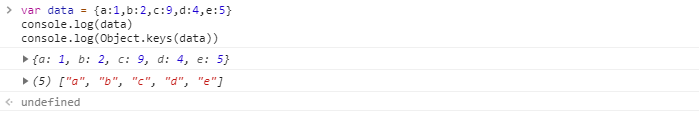 var data = {a:1,b:2,c:9,d:4,e:5}
console.log(data)
console.log(Object.keys(data))
{a: 1, b: 2, c: 9, d: 4, e: 5}
(5) ["a", "b", "c", "d", "e"]
undefined